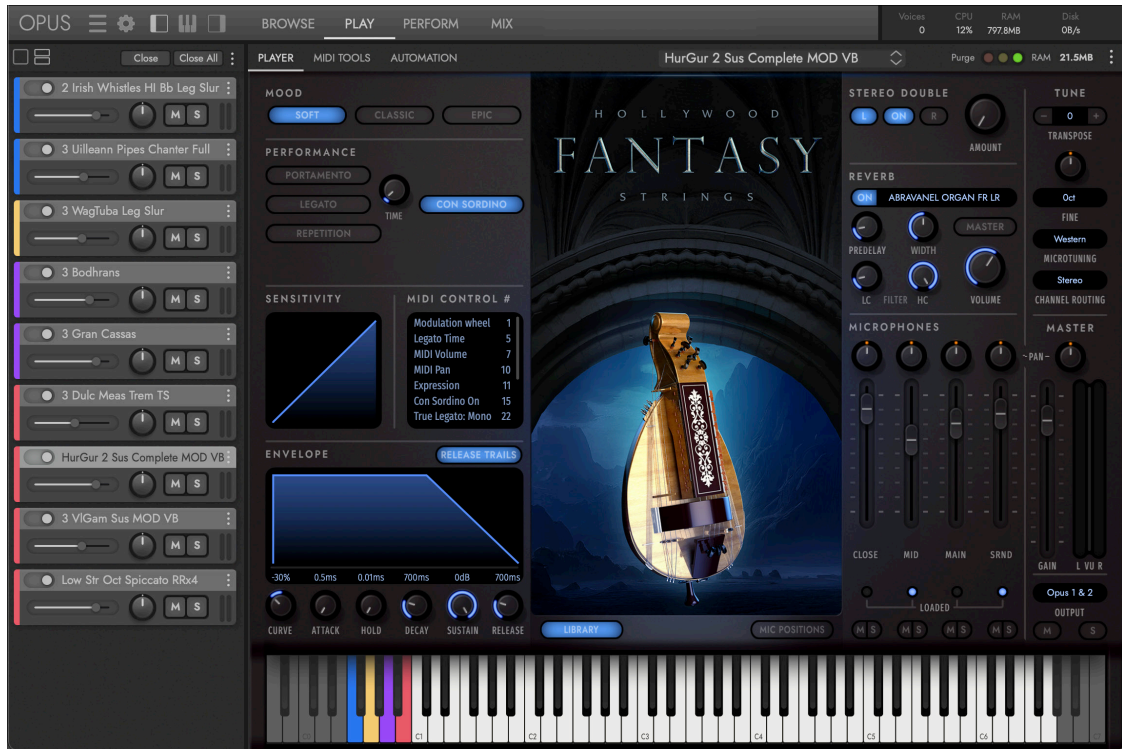 OPUS BROWSE PLAY PERFORM MIX
Voices CPU RAM Disk
0 12% 797.8MB 0B/s
Close Close All
PLAYER MIDI TOOLS AUTOMATION HurGur 2 Sus Complete MOD VB Purge RAM 21.5MB
2 Irish Whistles HI Bb Leg Slur
M S
3 Uilleann Pipes Chanter Full
M S
3 WagTuba Leg Slur
M S
3 Bodhrans
M S
3 Gran Cassas
M S
3 Dulc Meas Trem TS
M S
HurGur 2 Sus Complete MOD VB
M S
3 VlGam Sus MOD VB
M S
Low Str Oct Spiccato RRx4
M S
MOOD
SOFT CLASSIC EPIC
PERFORMANCE
PORTAMENTO
LEGATO
REPETITION
TIME
CON SORDINO
SENSITIVITY
MIDI CONTROL #
Modulation wheel 1
Legato Time 5
MIDI Volume 7
MIDI Pan 10
Expression 11
Con Sordino On 15
True Legato: Mono 22
ENVELOPE RELEASE TRAILS
-30% 0.5ms 0.01ms 700ms 0dB 700ms
CURVE ATTACK HOLD DECAY SUSTAIN RELEASE
HOLLYWOOD
FANTASY
STRINGS
LIBRARY MIC POSITIONS
STEREO DOUBLE
L ON R
AMOUNT
REVERB
ON ABRAVANEL ORGAN FR LR
PREDELAY WIDTH MASTER
LC FILTER HC VOLUME
MICROPHONES
CLOSE MID MAIN SRND
LOADED
M S M S M S M S
TUNE
- 0 +
TRANSPOSE
0ct
FINE
Western
MICROTUNING
Stereo
CHANNEL ROUTING
MASTER
~PAN-
GAIN L VU R
Opus 1 & 2
OUTPUT
M S
C1 C2 C3 C4 C5 C6